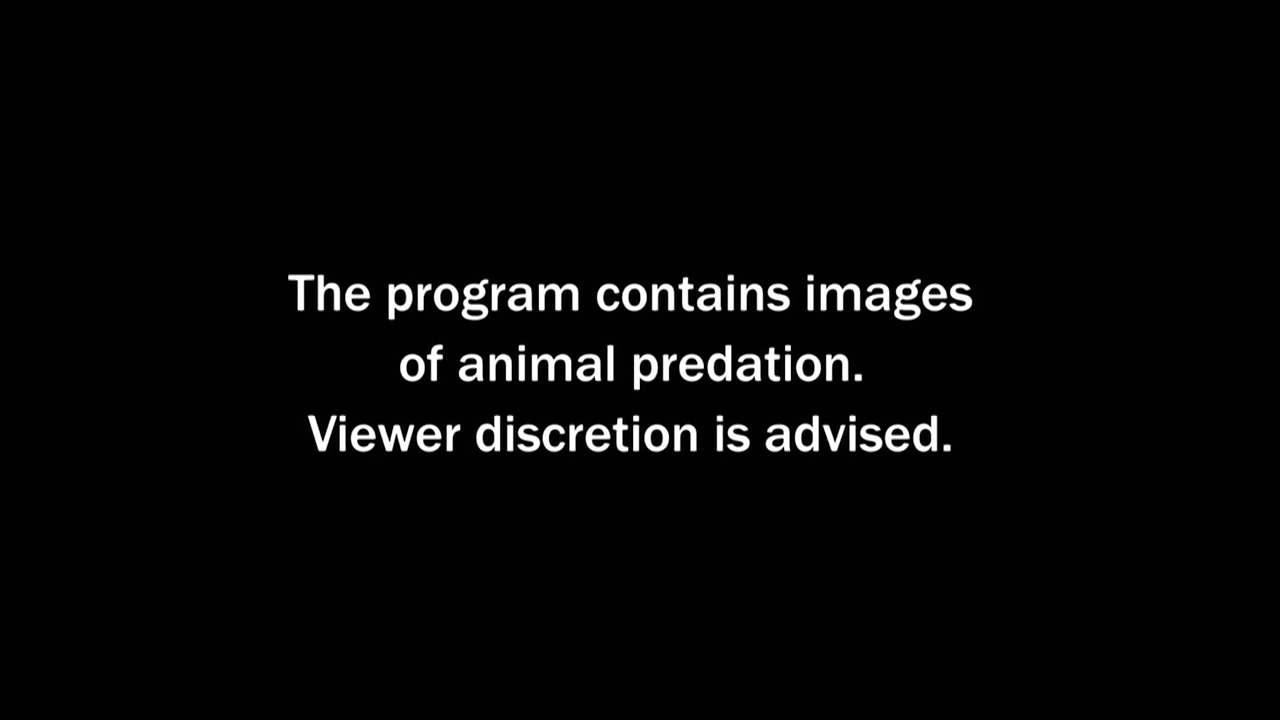 The program contains images
of animal predation.
Viewer discretion is advised.